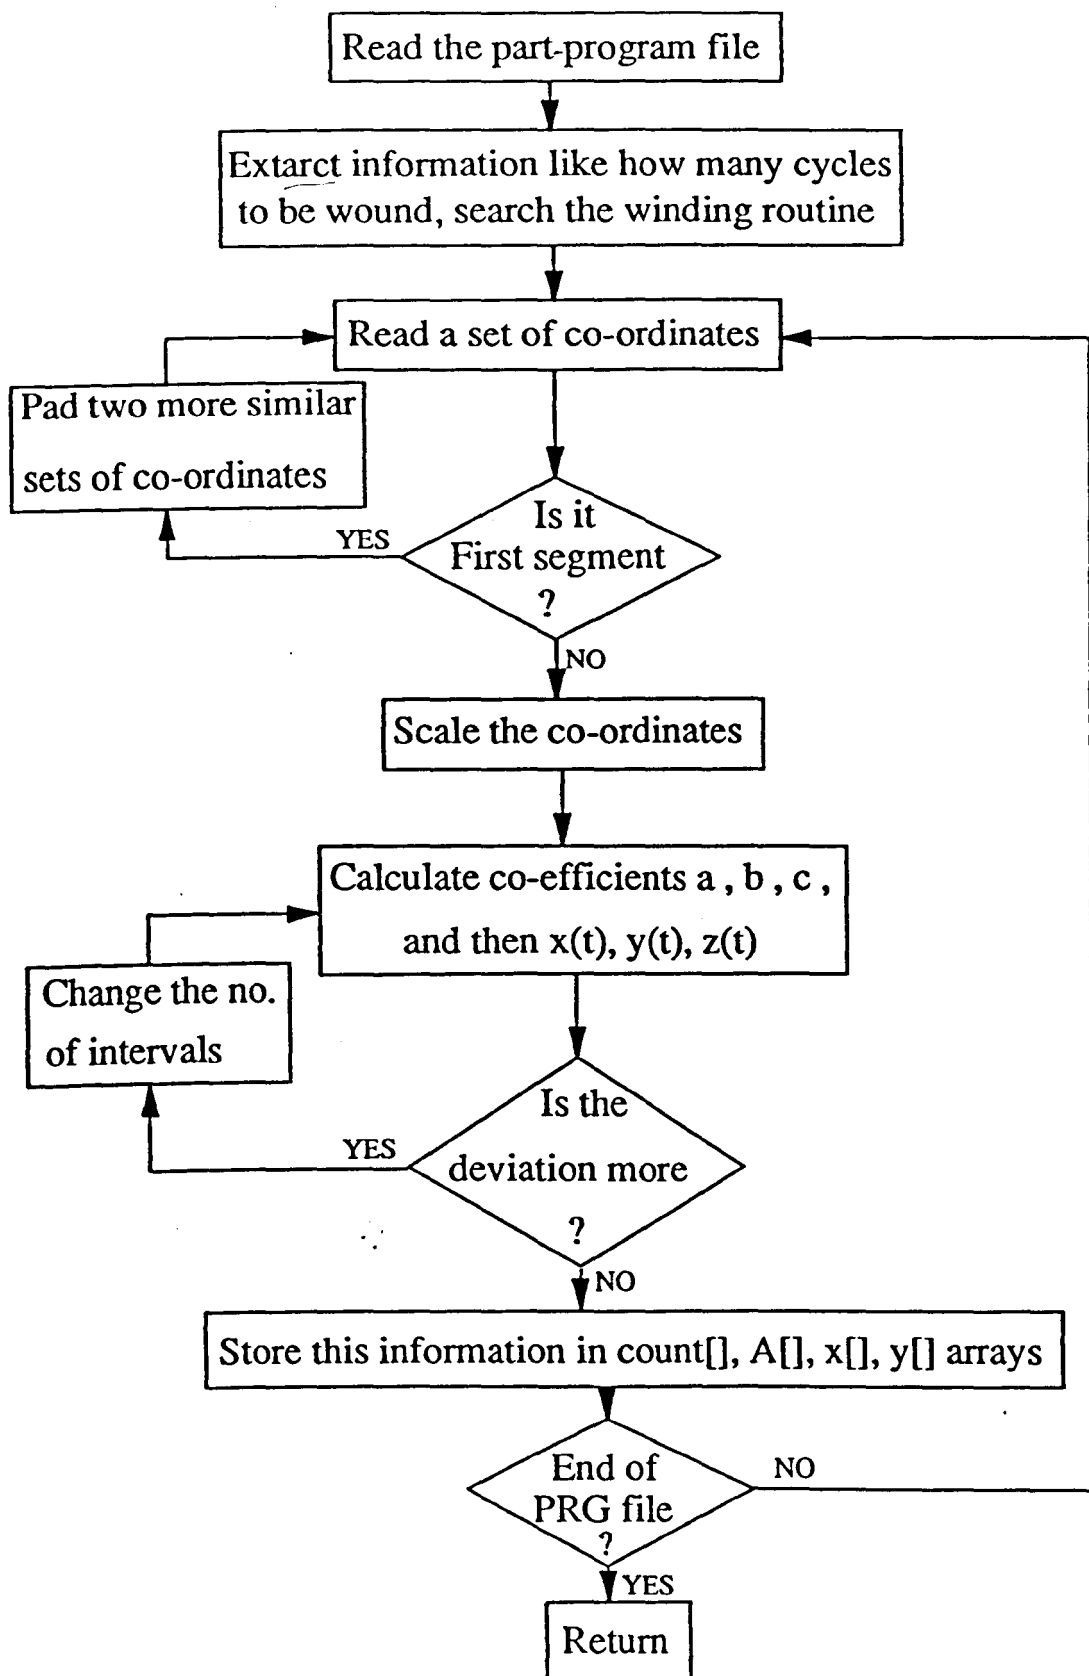 Read the part-program file
Extarct information like how many cycles
to be wound, search the winding routine
Read a set of co-ordinates
Pad two more similar
sets of co-ordinates
Is it
First segment
?
YES
NO
Scale the co-ordinates
Calculate co-efficients a , b , c ,
and then x(t), y(t), z(t)
Change the no.
of intervals
Is the
deviation more
?
YES
NO
Store this information in count[], A[], x[], y[] arrays
End of
PRG file
?
NO
YES
Return